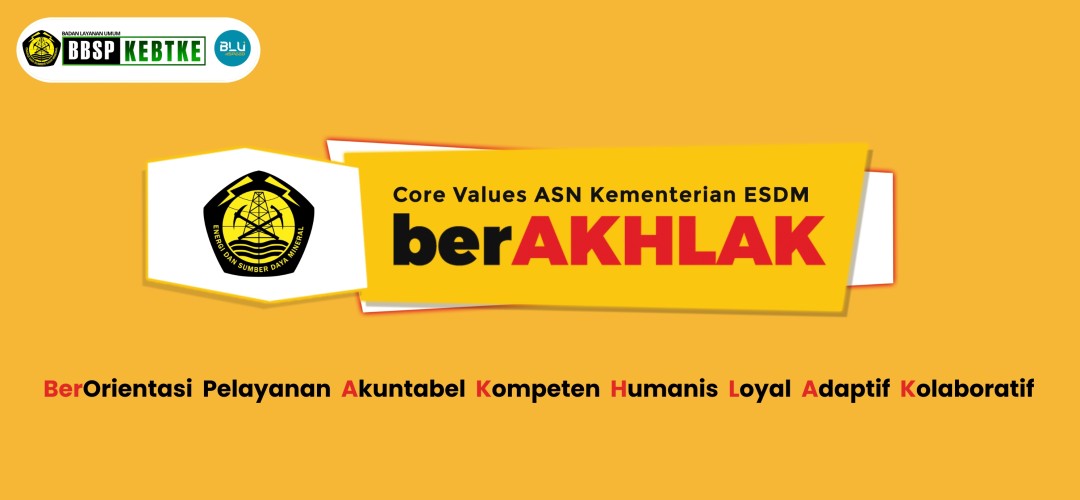 BADAN LAYANAN UMUM
BBSP KEBTKE
BLU
Core Values ASN Kementerian ESDM
ENERGI DAN SUMBER DAYA MINERAL
berAKHLAK
BerOrientasi Pelayanan Akuntabel Kompeten Humanis Loyal Adaptif Kolaboratif